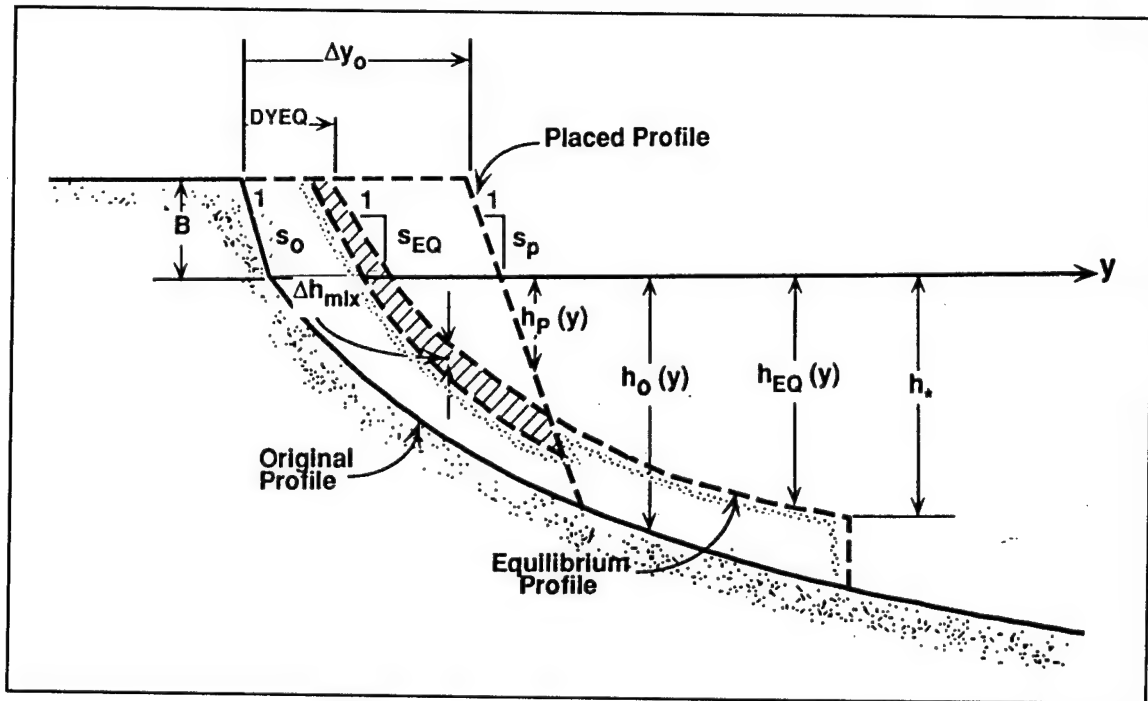 Δy₀
DYEQ
Placed Profile
1
1
1
B
s₀
s_EQ
s_p
y
Δh_mix
h_P (y)
h₀ (y)
h_EQ (y)
h⁎
Original
Profile
Equilibrium
Profile